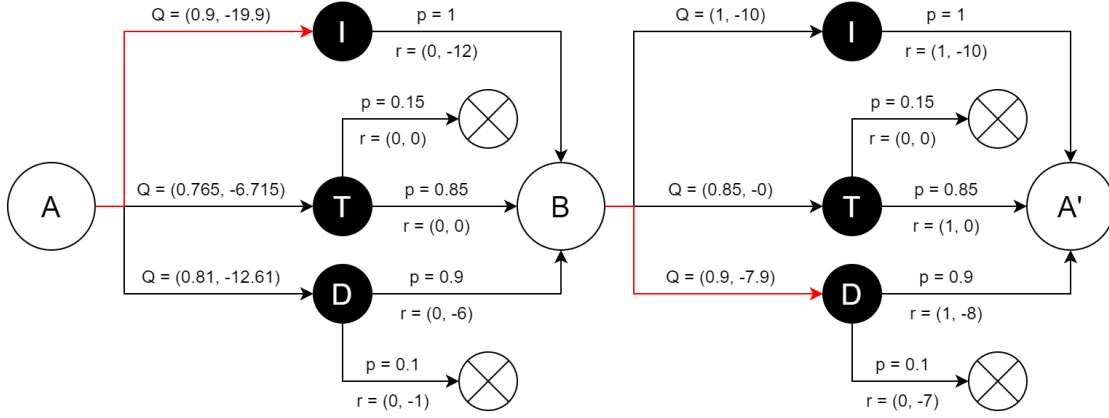 Q = (0.9, -19.9)
I
p = 1
r = (0, -12)
Q = (1, -10)
I
p = 1
r = (1, -10)
p = 0.15
r = (0, 0)
p = 0.15
r = (0, 0)
A
Q = (0.765, -6.715)
T
p = 0.85
r = (0, 0)
B
Q = (0.85, -0)
T
p = 0.85
r = (1, 0)
A'
Q = (0.81, -12.61)
D
p = 0.9
r = (0, -6)
Q = (0.9, -7.9)
D
p = 0.9
r = (1, -8)
p = 0.1
r = (0, -1)
p = 0.1
r = (0, -7)